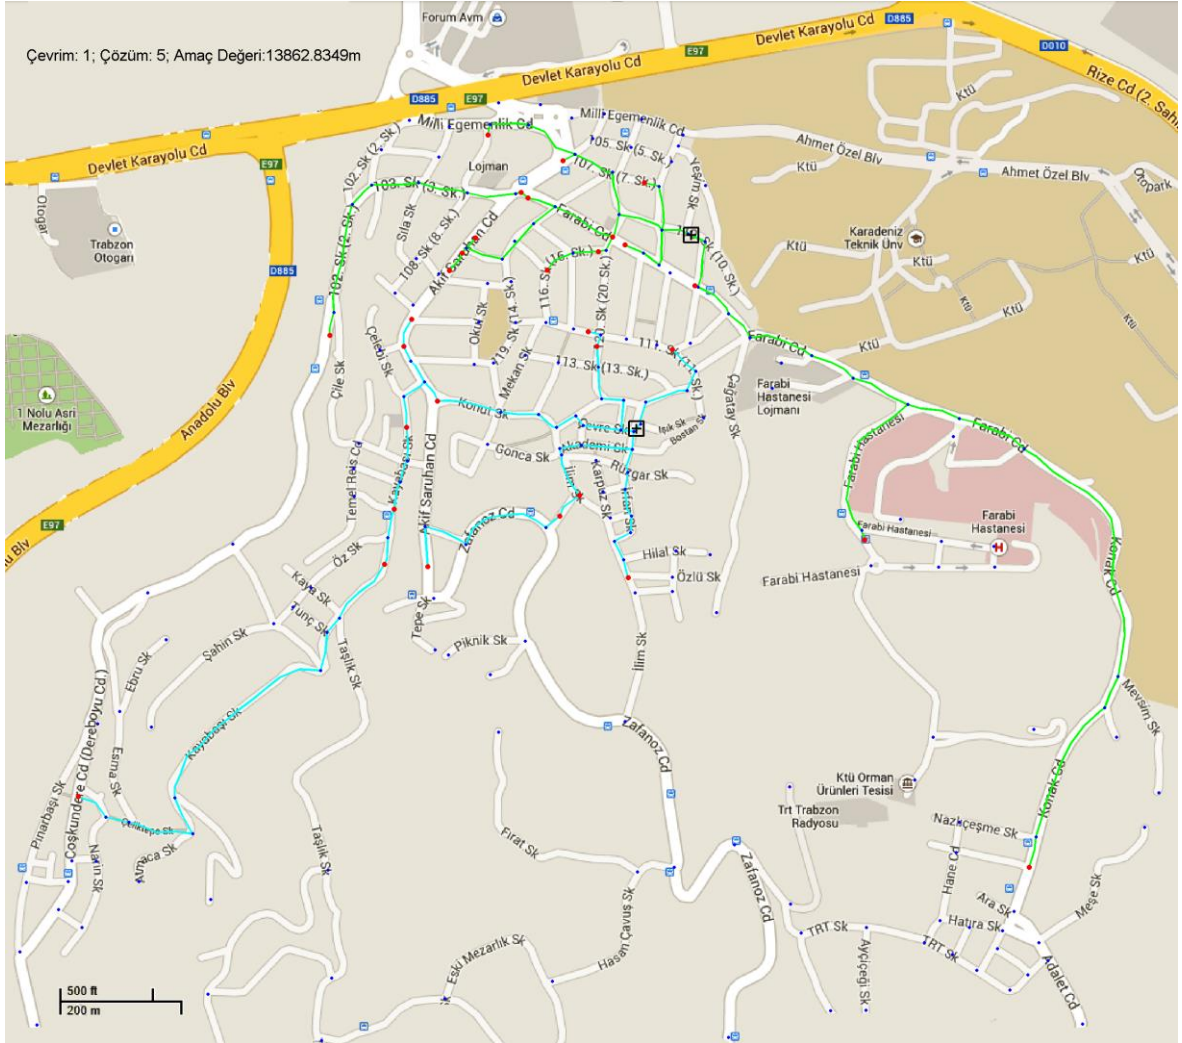 Forum Avm
Çevrim: 1; Çözüm: 5; Amaç Değeri:13862.8349m
Devlet Karayolu Cd
D885
D010
E97
Devlet Karayolu Cd
Rize Cd (2. Sahil
D885
E97
Ktü
Ktü
Milli Egemenlik Cd
Milli Egemenlik Cd
Devlet Karayolu Cd
E97
102. Sk (2. Sk.)
Lojman
105. Sk (5. Sk.)
107. Sk (7. Sk.)
Yeşim Sk
Ahmet Özel Blv
Ktü
Ahmet Özel Blv
Otopark
Otogar
Trabzon
Otogarı
103. Sk (3. Sk.)
102. Sk (2. Sk.)
Sıla Sk
108. Sk (8. Sk.)
Akif Saruhan Cd
Farabi Cd
Sk (10. Sk.)
Karadeniz
Teknik Ünv
Ktü
Ktü
Ktü
Ktü
Ktü
Ktü
D885
116. Sk (16. Sk.)
20. Sk (20. Sk.)
Okul Sk
119. Sk
(14. Sk.)
Mekan Sk
111. Sk (11. Sk.)
113. Sk (13. Sk.)
Farabi Cd
Çelebi Sk
Çile Sk
1 Nolu Asri
Mezarlığı
Anadolu Blv
Farabi
Hastanesi
Lojmanı
Çağatay Sk
Konul Sk
Çevre Sk
Işık Sk
Bostan Sk
Akademi Sk
Gonca Sk
Rüzgar Sk
Karpuz Sk
İlim Sk
İrfan Sk
Farabi Hastanesi
Farabi Cd
Kayabaşı Sk
Temel Reis Cd
Akif Saruhan Cd
Zafanoz Cd
E97
Farabi Hastanesi
Farabi
Hastanesi
Farabi Hastanesi
Konak Cd
Öz Sk
Hilal Sk
Özlü Sk
Kaya Sk
Tunç Sk
Şahin Sk
Tepe Sk
Piknik Sk
İlim Sk
Taşlık Sk
Ebru Sk
Mevsim Sk
Kayabaşı Sk
Zafanoz Cd
Coşkundere Cd (Dereboyu Cd.)
Esma Sk
Pınarbaşı Sk
Çeliktepe Sk
Ktü Orman
Ürünleri Tesisi
Trt Trabzon
Radyosu
Konak Cd
Nazlıçeşme Sk
Narin Sk
Atmaca Sk
Taşlık Sk
Fırat Sk
Zafanoz Cd
Hane Cd
Meşe Sk
Ara Sk
Hatıra Sk
Hasan Çavuş Sk
TRT Sk
TRT Sk
Eski Mezarlık Sk
Ayçiçeği Sk
Adalet Cd
500 ft
200 m